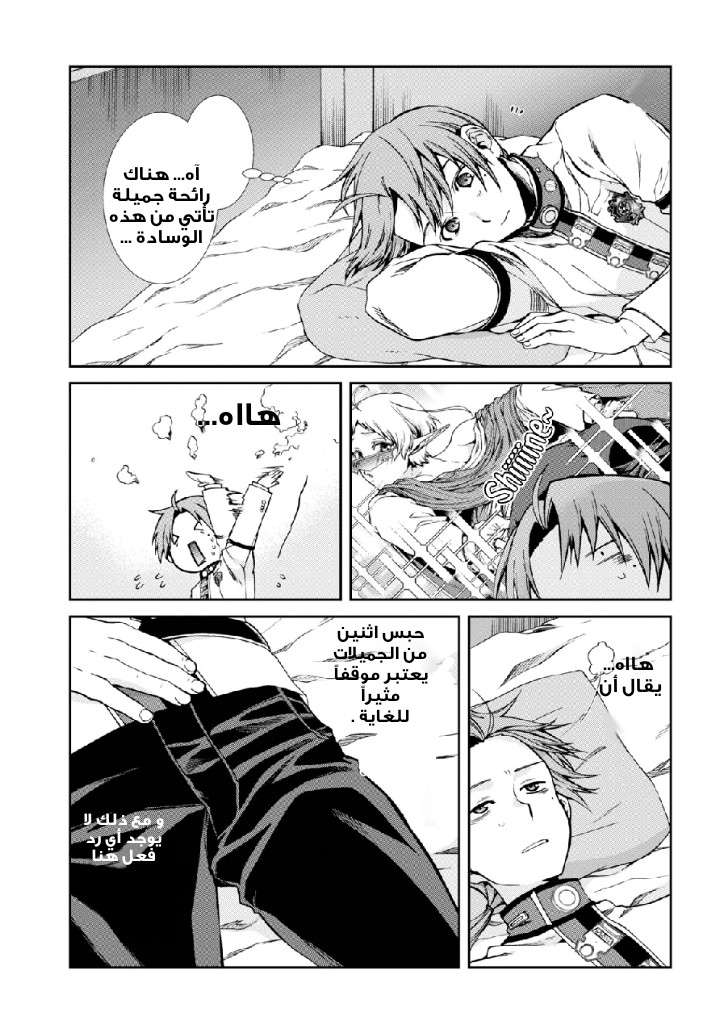 آه... هناك
رائحة جميلة
تأتي من هذه
الوسادة ...
Shiiiiine~
هااه...
هااه...
يقال أن
حبس اثنين
من الجميلات
يعتبر موقفاً
مثيراً
للغاية .
و مع ذلك لا
يوجد أي رد
فعل هنا